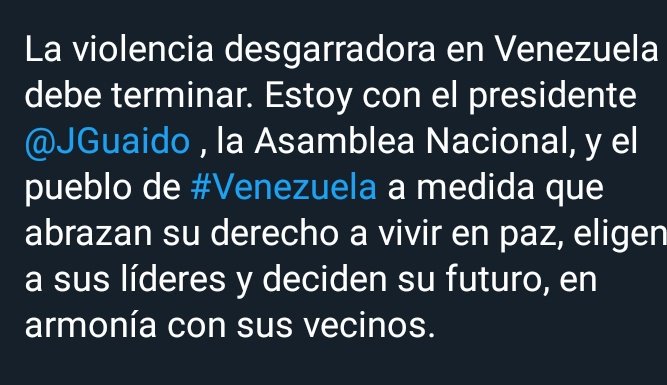 La violencia desgarradora en Venezuela
debe terminar. Estoy con el presidente
@JGuaido , la Asamblea Nacional, y el
pueblo de #Venezuela a medida que
abrazan su derecho a vivir en paz, eligen
a sus líderes y deciden su futuro, en
armonía con sus vecinos.